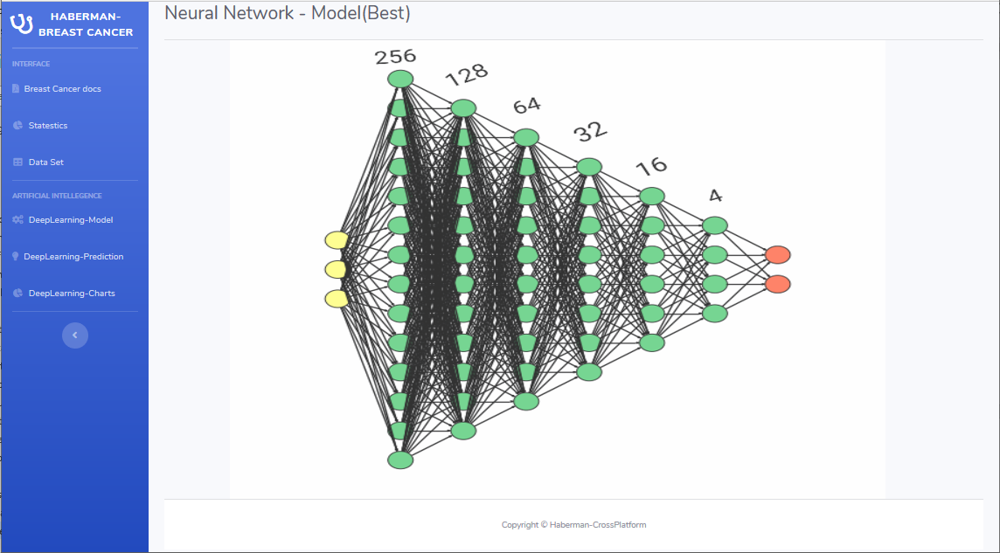 HABERMAN-
BREAST CANCER
INTERFACE
Breast Cancer docs
Statestics
Data Set
ARTIFICIAL INTELLEGENCE
DeepLearning-Model
DeepLearning-Prediction
DeepLearning-Charts
Neural Network - Model(Best)
256
128
64
32
16
4
Copyright © Haberman-CrossPlatform